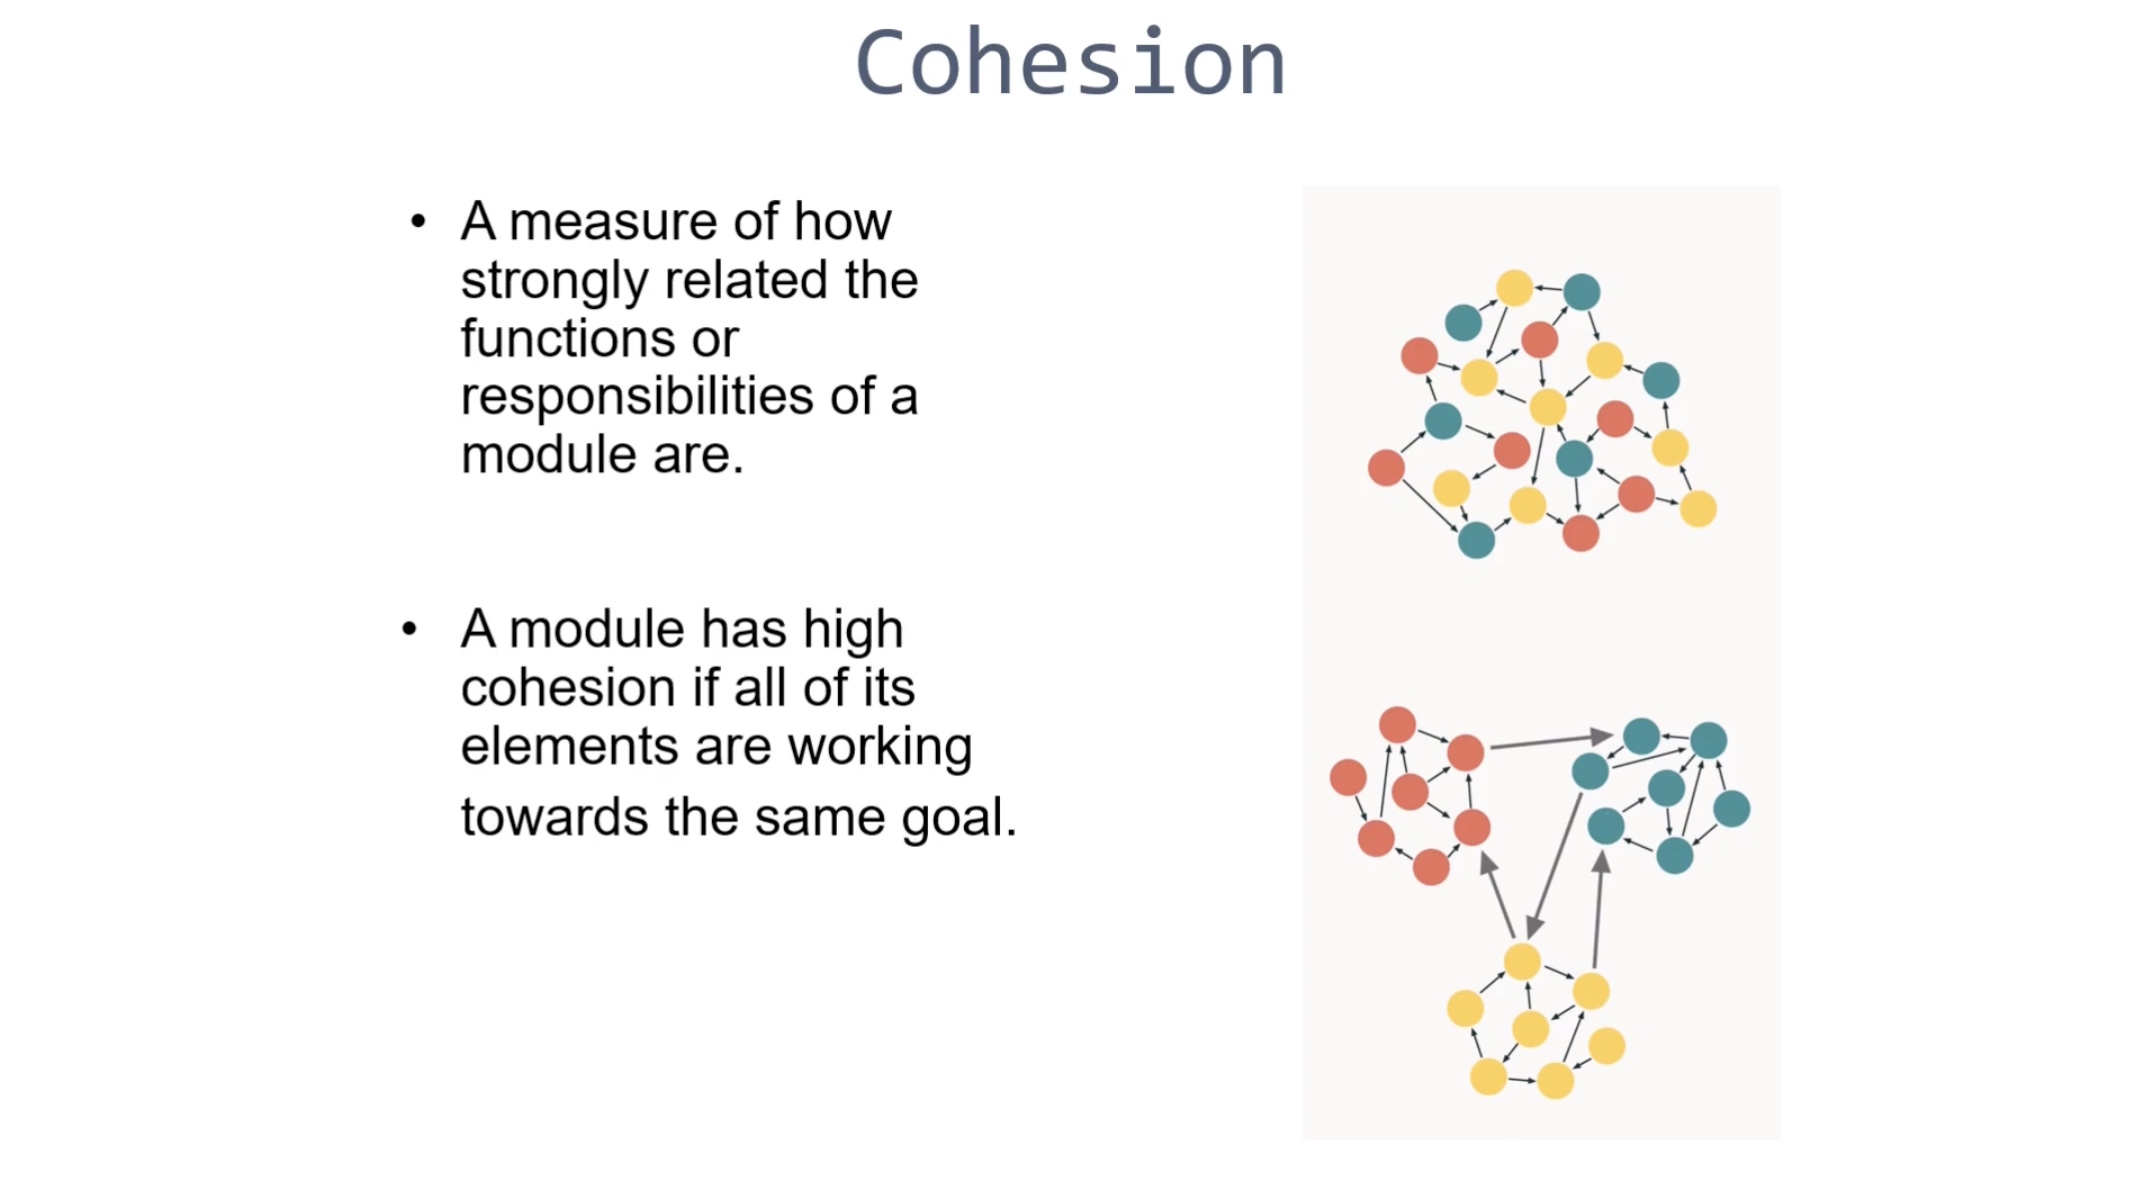 Cohesion
• A measure of how
strongly related the
functions or
responsibilities of a
module are.
• A module has high
cohesion if all of its
elements are working
towards the same goal.